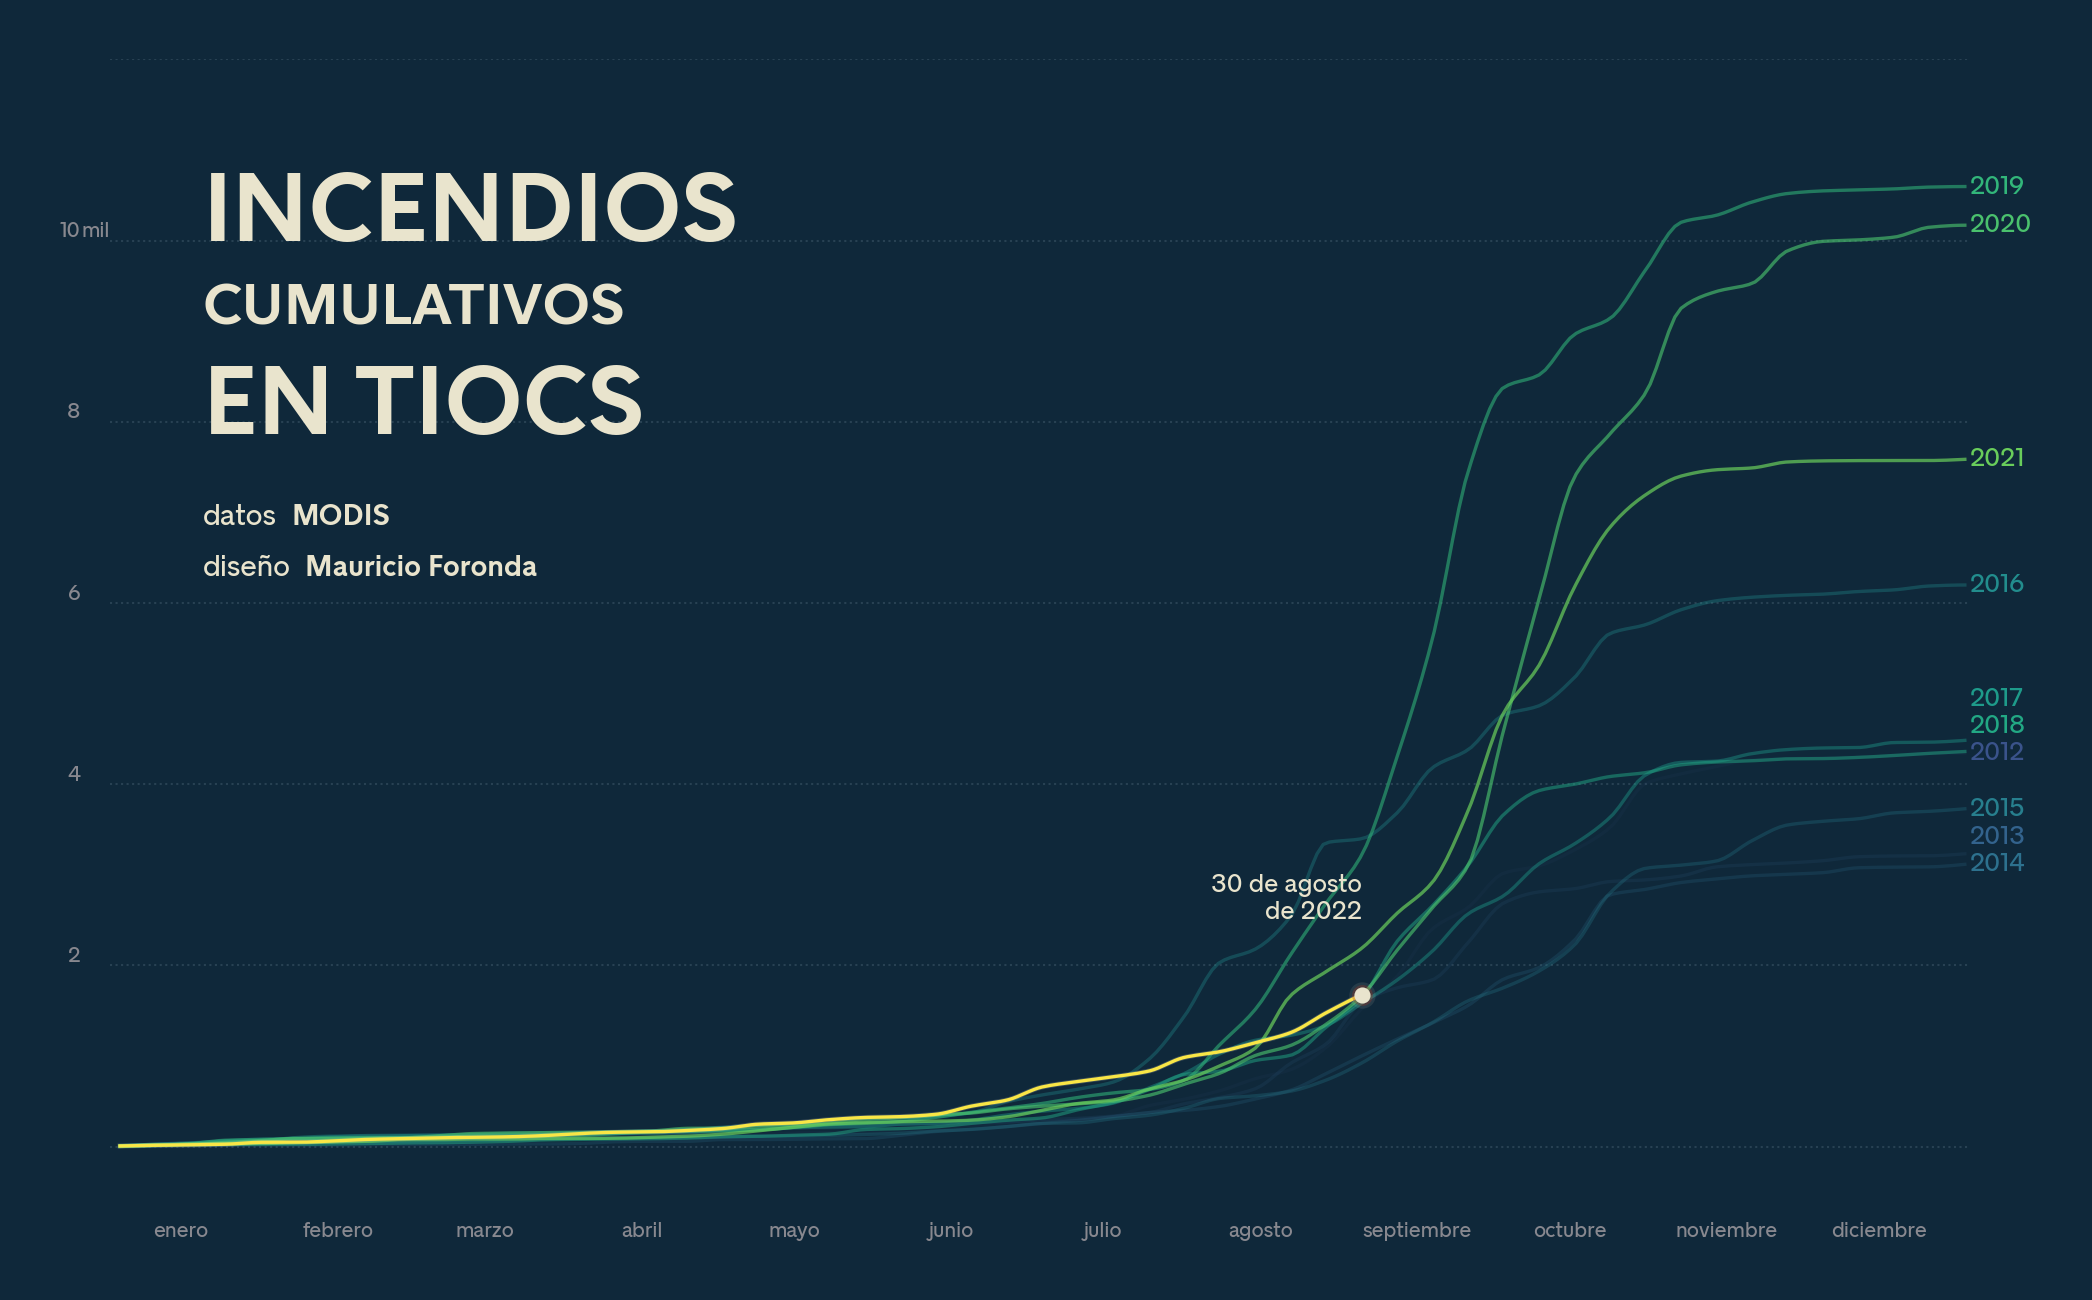 INCENDIOS
CUMULATIVOS
EN TIOCS
datos MODIS
diseño Mauricio Foronda
10 mil
8
6
4
2
30 de agosto
de 2022
2019
2020
2021
2016
2017
2018
2012
2015
2013
2014
enero febrero marzo abril mayo junio julio agosto septiembre octubre noviembre diciembre